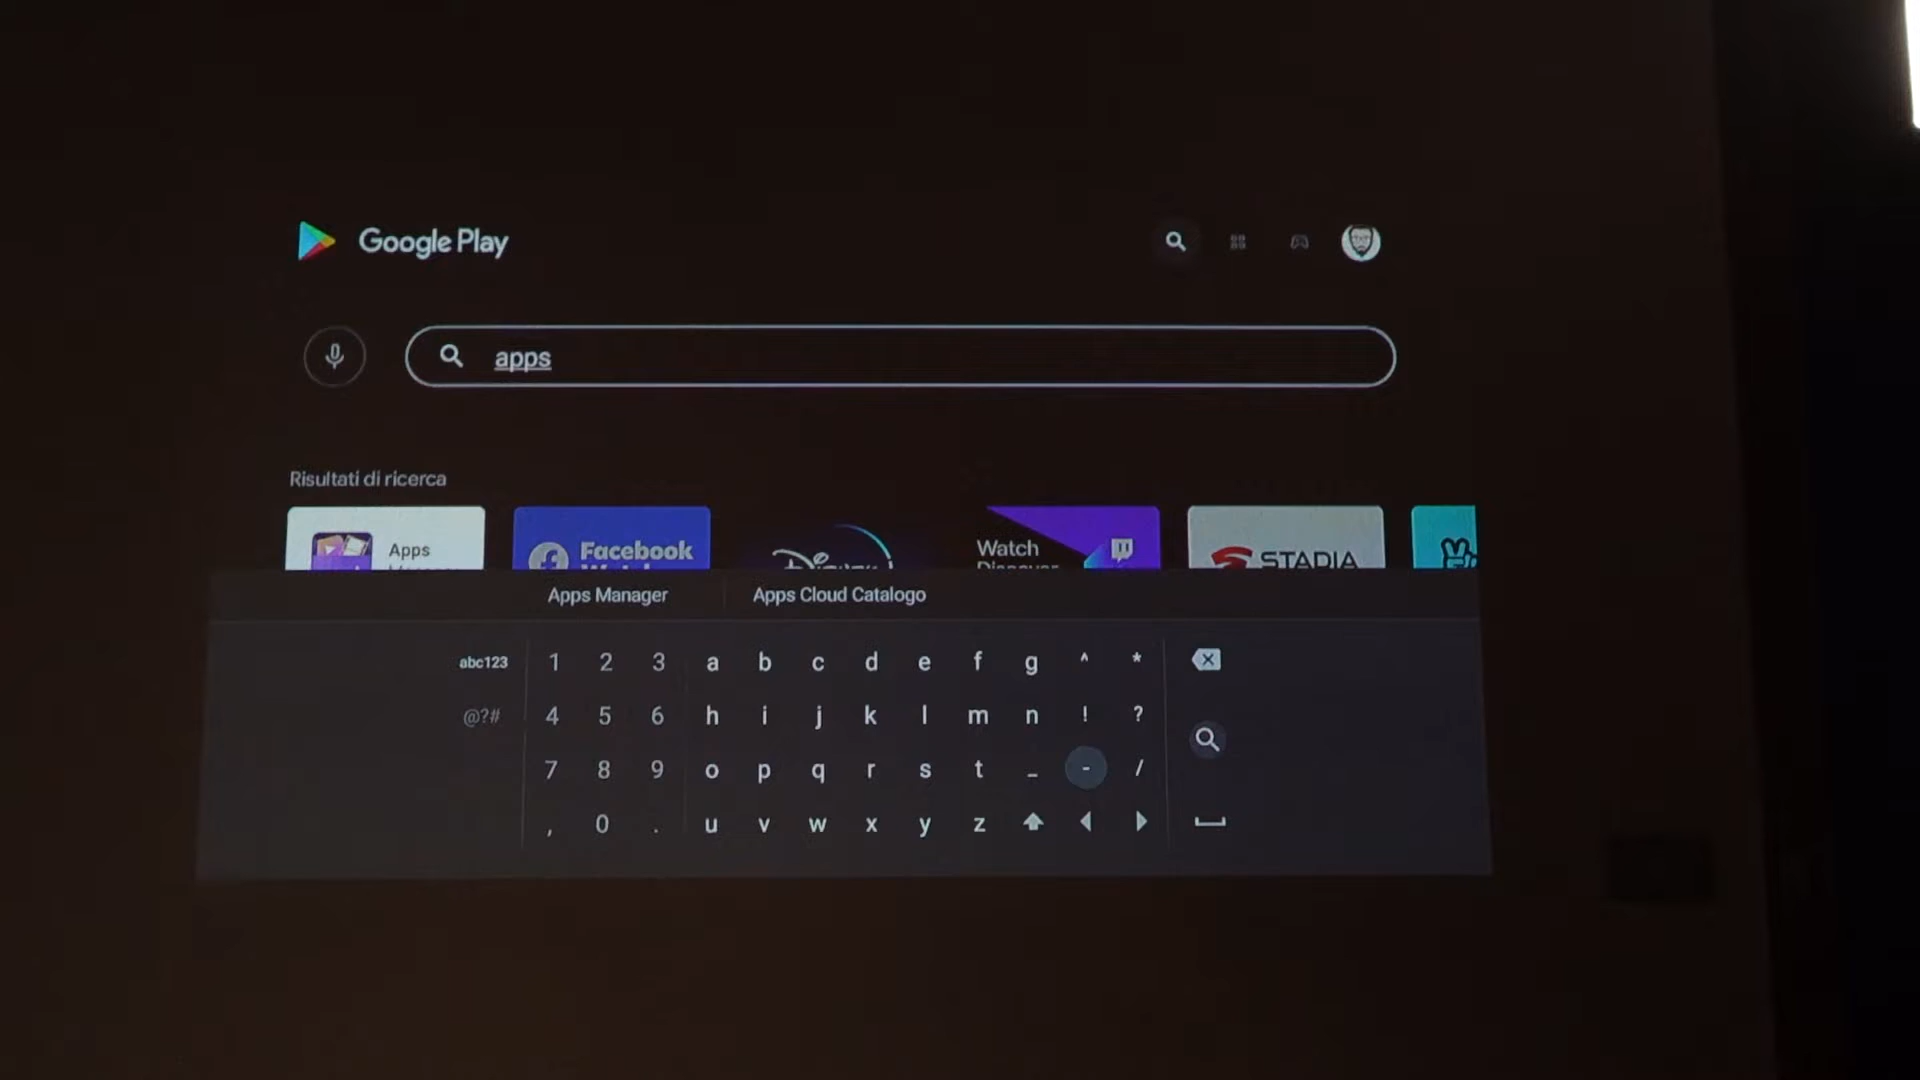 Google Play
apps
Risultati di ricerca
Apps
Facebook
Watch
Discover
STADIA
Apps Manager
Apps Cloud Catalogo
abc123 1 2 3 a b c d e f g ^ *
@?# 4 5 6 h i j k l m n ! ?
7 8 9 o p q r s t _ - /
, 0 . u v w x y z